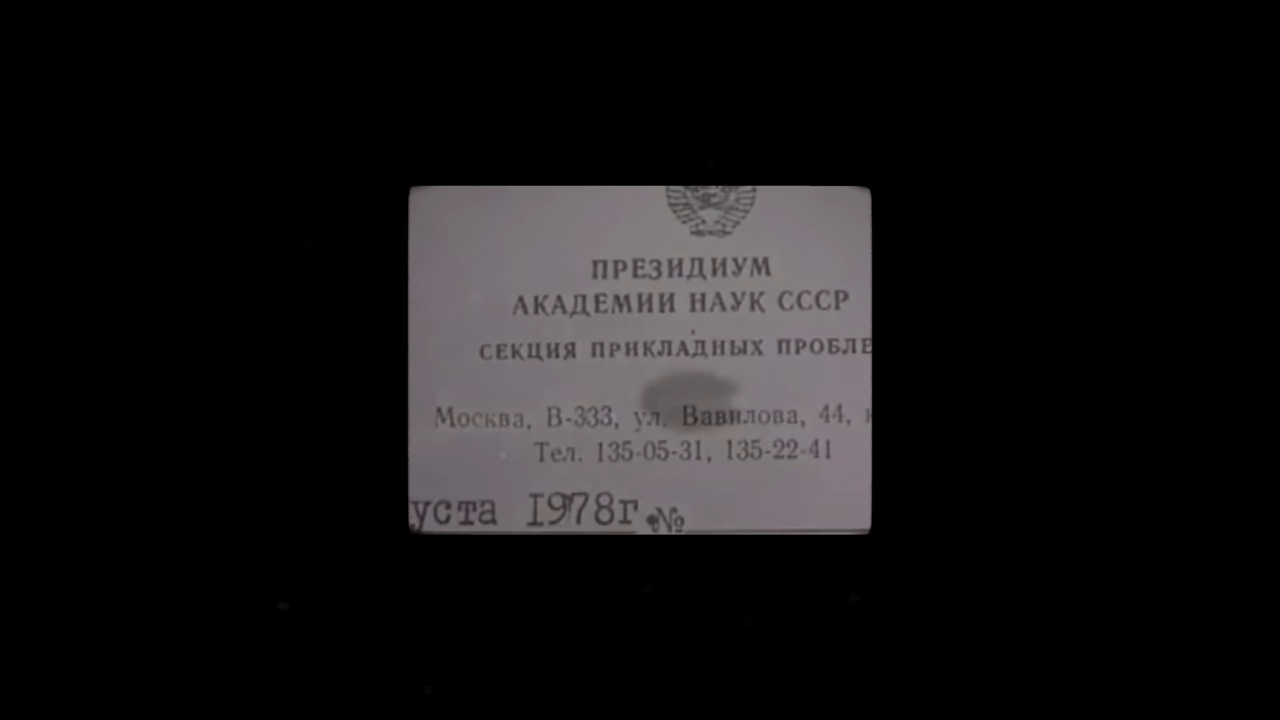 ПРЕЗИДИУМ
АКАДЕМИИ НАУК СССР
СЕКЦИЯ ПРИКЛАДНЫХ ПРОБЛЕ
Москва, В-333, ул. Вавилова, 44,
Тел. 135-05-31, 135-22-41
уста 1978г. №